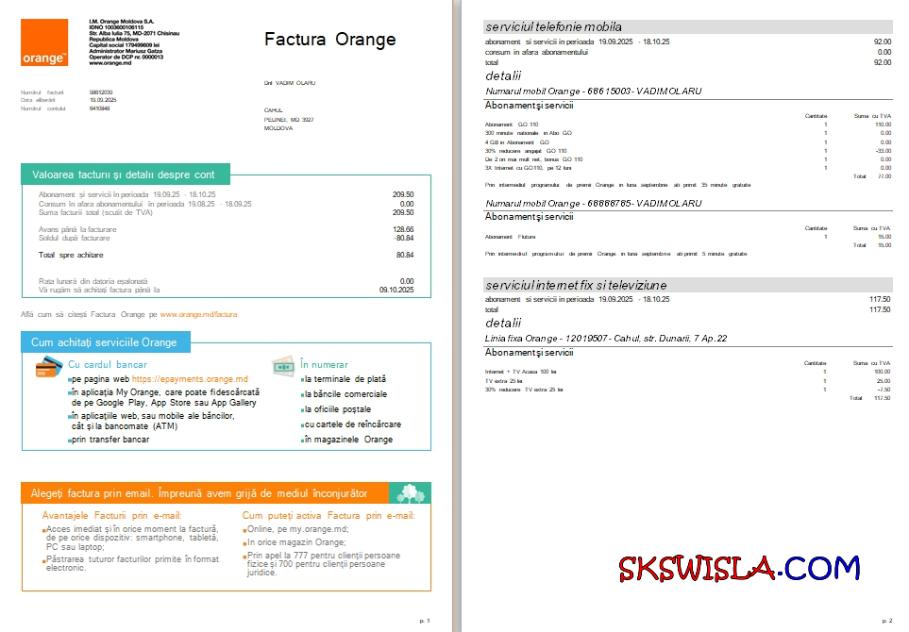 orange™
I.M. Orange Moldova S.A.
IDNO 1003600106115
Str. Alba Iulia 75, MD-2071 Chisinau
Republica Moldova
Capital social 179499609 lei
Administrator Mariusz Gatza
Operator de DCP nr. 0000013
www.orange.md
Factura Orange
Numărul facturii
Data eliberării 19.09.2025
Numărul contului
Dnl VADIM OLARU
CAHUL
PELINEI, MD 3927
MOLDOVA
Valoarea facturii și detalii despre cont
Abonament și servicii în perioada 19.09.25 - 18.10.25 209.50
Consum în afara abonamentului în perioada 19.08.25 - 18.09.25 0.00
Suma facturii total (scutit de TVA) 209.50
Avans până la facturare 128.66
Soldul după facturare -80.84
Total spre achitare 80.84
Rata lunară din datoria eșalonată 0.00
Vă rugăm să achitați factura până la 09.10.2025
Află cum să citești Factura Orange pe www.orange.md/factura
Cum achitați serviciile Orange
Cu cardul bancar
pe pagina web https://epayments.orange.md
în aplicația My Orange, care poate fi descărcată
de pe Google Play, App Store sau App Gallery
în aplicațiile web, sau mobile ale băncilor,
cât și la bancomate (ATM)
prin transfer bancar
În numerar
la terminale de plată
la băncile comerciale
la oficiile poștale
cu cartele de reîncărcare
în magazinele Orange
Alegeți factura prin email. Împreună avem grijă de mediul înconjurător
Avantajele Facturii prin e-mail:
Acces imediat și în orice moment la factură,
de pe orice dispozitiv: smartphone, tabletă,
PC sau laptop;
Păstrarea tuturor facturilor primite în format
electronic.
Cum puteți activa Factura prin e-mail:
Online, pe my.orange.md;
In orice magazin Orange;
Prin apel la 777 pentru clienții persoane
fizice și 700 pentru clienții persoane
juridice.
p. 1
serviciul telefonie mobila
abonament si servicii in perioada 19.09.2025 - 18.10.25 92.00
consum in afara abonamentului 0.00
total 92.00
detalii
Numarul mobil Orange - 68615003- VADIM OLARU
Abonament și servicii
Cantitate Suma cu TVA
Abonament GO 110 1 110.00
300 minute nationale in Abo GO 1 0.00
4 GB in Abonament GO 1 0.00
30% reducere angajat GO 110 1 -33.00
De 2 ori mai mult net, bonus GO 110 1 0.00
3X Internet cu GO110, pe 12 luni 1 0.00
Total 77.00
Prin intermediul programului de premii Orange in luna septembrie ati primit 35 minute gratuite
Numarul mobil Orange - 68888785- VADIM OLARU
Abonament și servicii
Cantitate Suma cu TVA
Abonament Fluture 1 15.00
Total 15.00
Prin intermediul programului de premii Orange in luna septembrie ati primit 5 minute gratuite
serviciul internet fix si televiziune
abonament si servicii in perioada 19.09.2025 - 18.10.25 117.50
total 117.50
detalii
Linia fixa Orange - 12019507- Cahul, str. Dunarii, 7 Ap.22
Abonament și servicii
Cantitate Suma cu TVA
Internet + TV Acasa 100 lei 1 100.00
TV extra 25 lei 1 25.00
30% reducere TV extra 25 lei 1 -7.50
Total 117.50
SKSWISLA.COM
p. 2